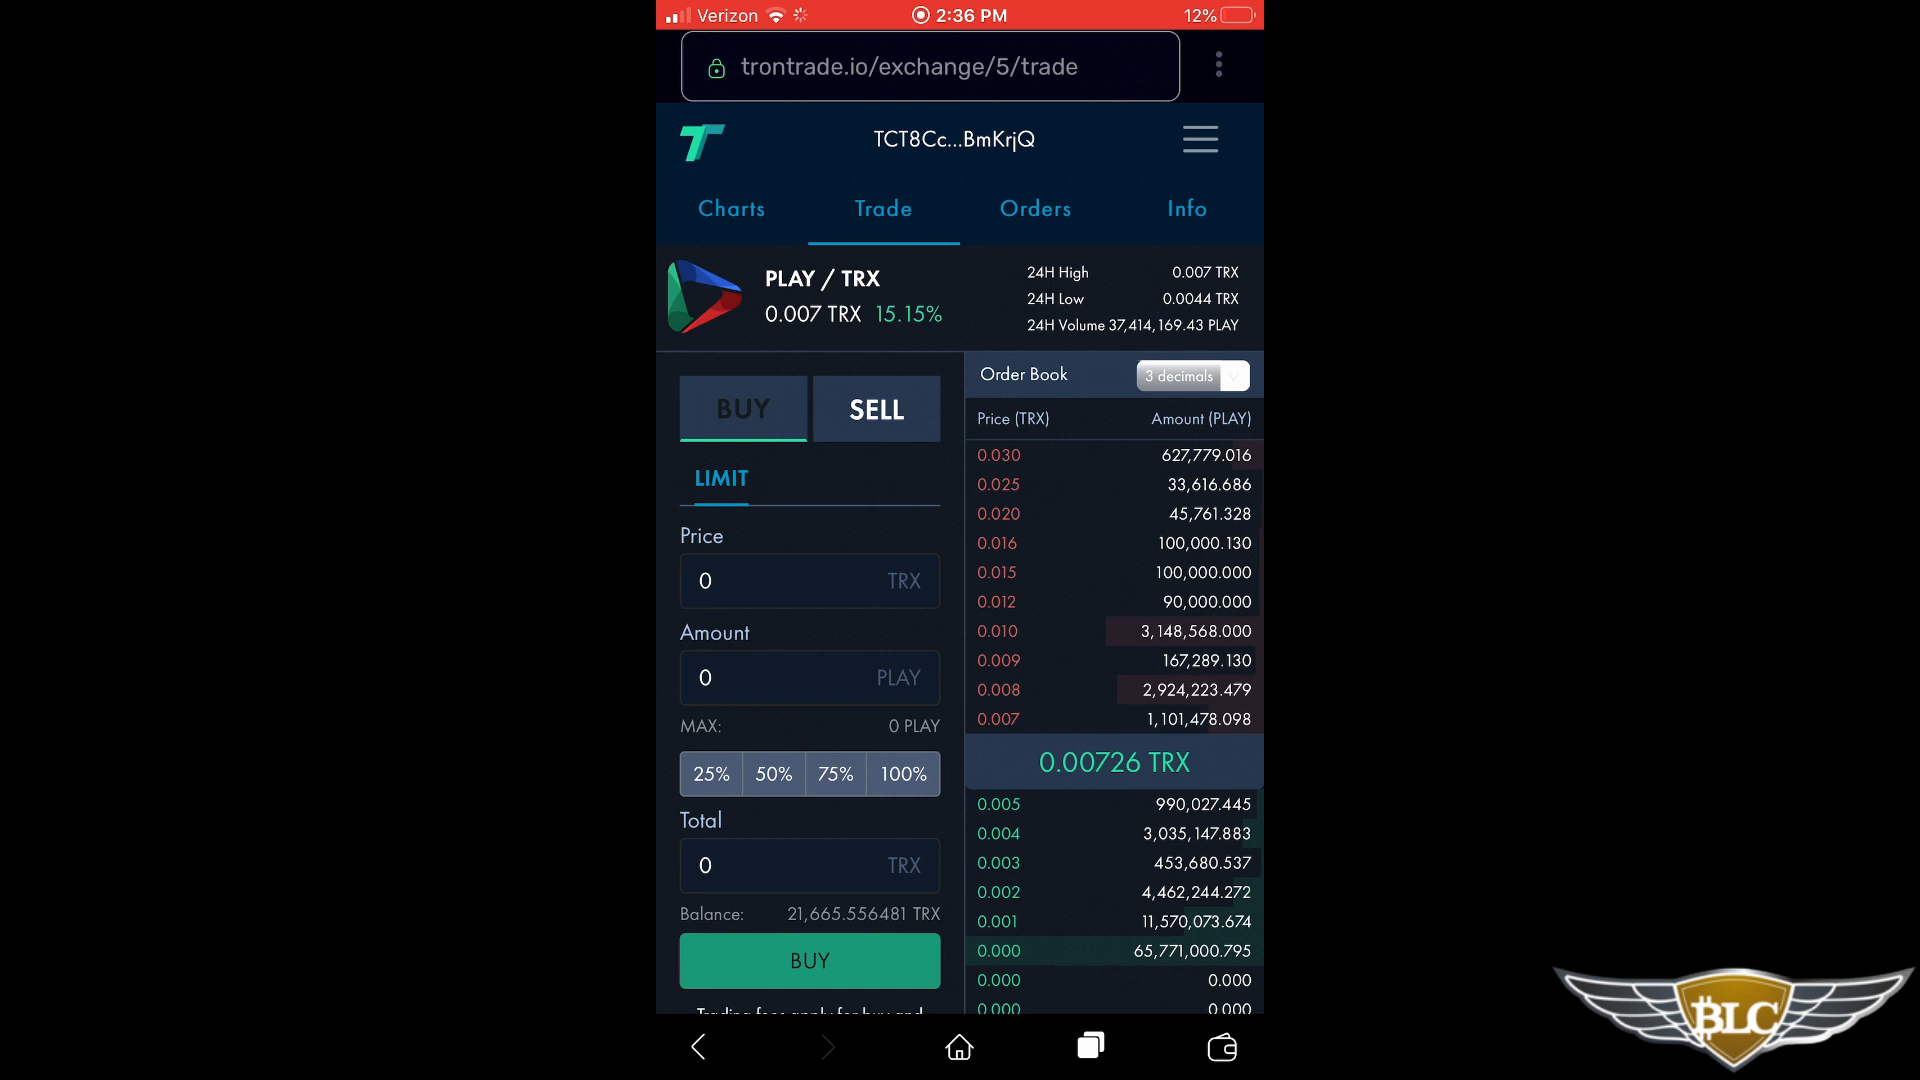 Verizon 2:36 PM 12%
trontrade.io/exchange/5/trade
TCT8Cc...BmKrjQ
Charts Trade Orders Info
PLAY / TRX
0.007 TRX 15.15%
24H High 0.007 TRX
24H Low 0.0044 TRX
24H Volume 37,414,169.43 PLAY
BUY SELL
LIMIT
Price
0 TRX
Amount
0 PLAY
MAX: 0 PLAY
25% 50% 75% 100%
Total
0 TRX
Balance: 21,665.556481 TRX
BUY
Trading fees apply for buy and
Order Book 3 decimals
Price (TRX) Amount (PLAY)
0.030 627,779.016
0.025 33,616.686
0.020 45,761.328
0.016 100,000.130
0.015 100,000.000
0.012 90,000.000
0.010 3,148,568.000
0.009 167,289.130
0.008 2,924,223.479
0.007 1,101,478.098
0.00726 TRX
0.005 990,027.445
0.004 3,035,147.883
0.003 453,680.537
0.002 4,462,244.272
0.001 11,570,073.674
0.000 65,771,000.795
0.000 0.000
0.000 0.000
BLC